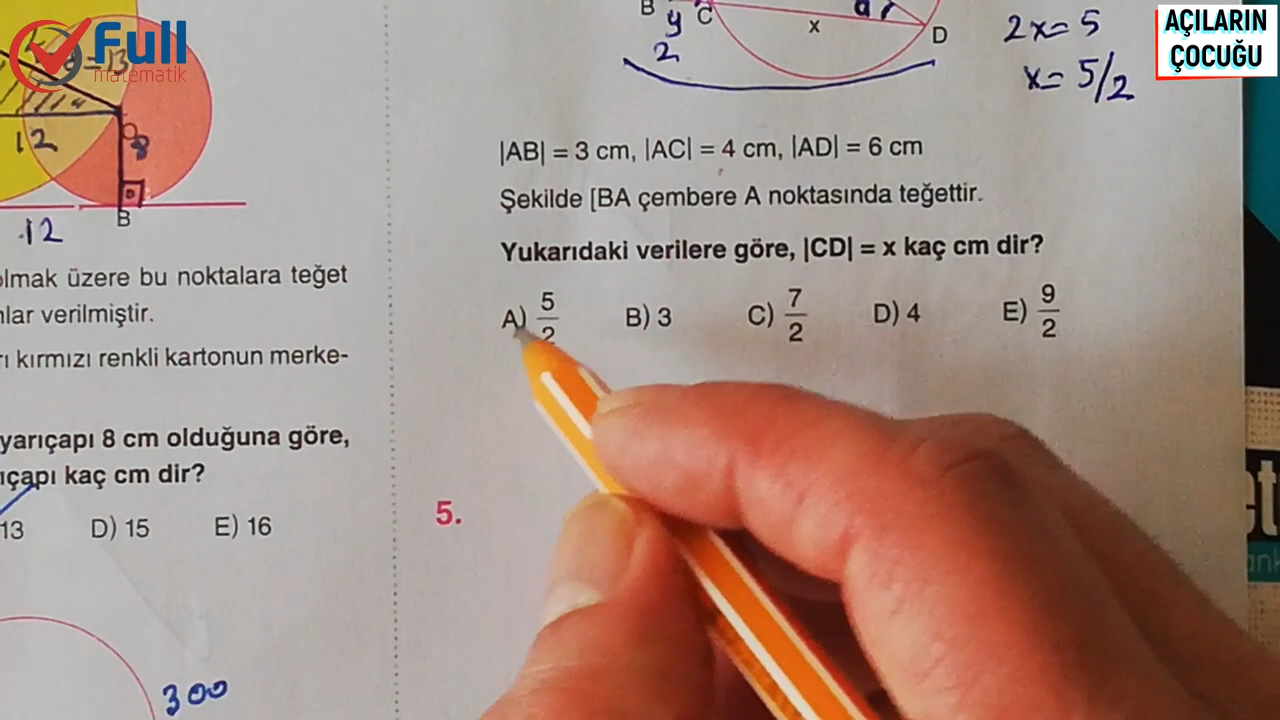 Full
matematik
AÇILARIN
ÇOCUĞU
=13
12
8
B
12
olmak üzere bu noktalara teğet
verilmiştir.
kırmızı renkli kartonun merke-
yarıçapı 8 cm olduğuna göre,
kaç cm dir?
13 D) 15 E) 16
300
B y C x D
2
2x=5
x=5/2
|AB| = 3 cm, |AC| = 4 cm, |AD| = 6 cm
Şekilde [BA çembere A noktasında teğettir.
Yukarıdaki verilere göre, |CD| = x kaç cm dir?
A) 5/2 B) 3 C) 7/2 D) 4 E) 9/2
5.